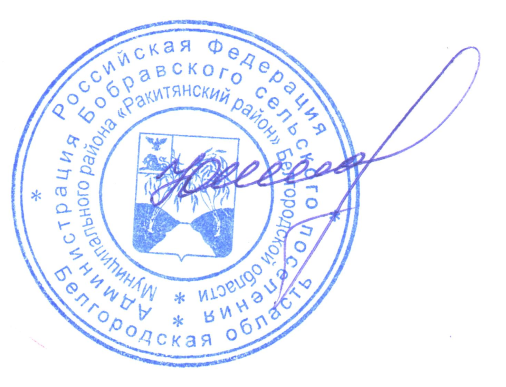 Российская Федерация
Белгородская область
Администрация Бобравского сельского поселения
Муниципального района «Ракитянский район» Белгородской области